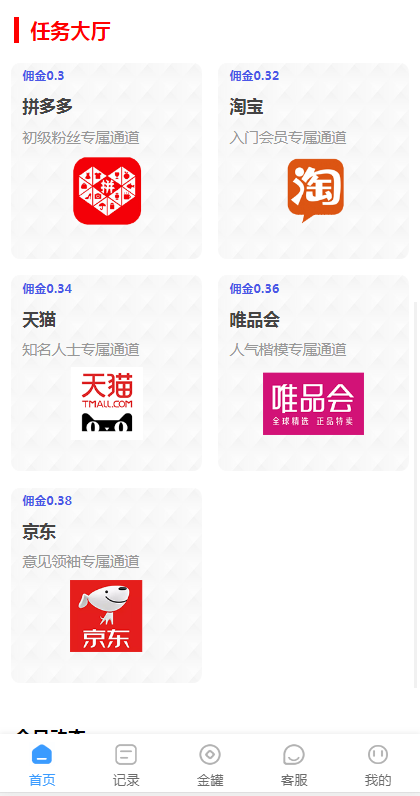 任务大厅
佣金0.3
拼多多
初级粉丝专属通道
拼
佣金0.32
淘宝
入门会员专属通道
淘
佣金0.34
天猫
知名人士专属通道
天猫
TMALL.COM
佣金0.36
唯品会
人气楷模专属通道
唯品会
全球精选 正品特卖
佣金0.38
京东
意见领袖专属通道
京东
首页
记录
金罐
客服
我的